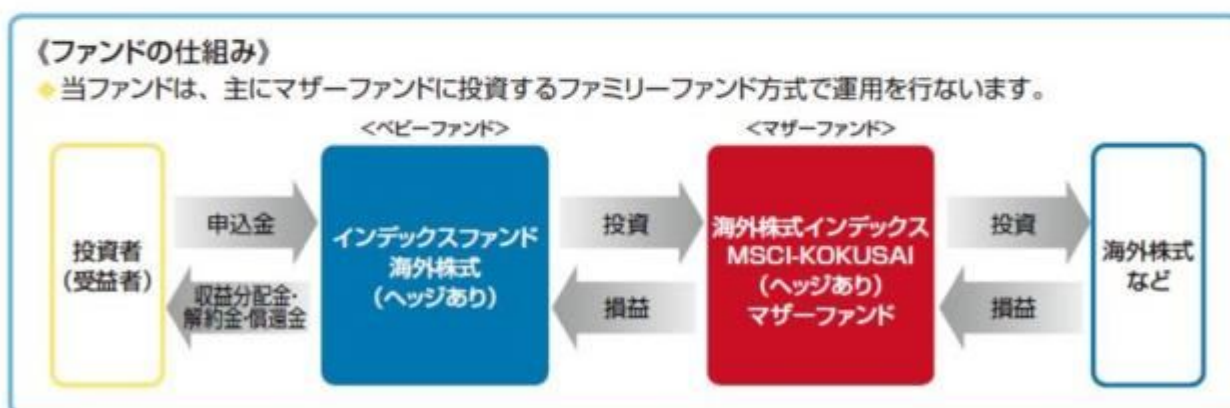 《ファンドの仕組み》
◆当ファンドは、主にマザーファンドに投資するファミリーファンド方式で運用を行ないます。
<ベビーファンド>
<マザーファンド>
投資者
(受益者)
申込金
収益分配金・
解約金・償還金
インデックスファンド
海外株式
(ヘッジあり)
投資
損益
海外株式インデックス
MSCI-KOKUSAI
(ヘッジあり)
マザーファンド
投資
損益
海外株式
など